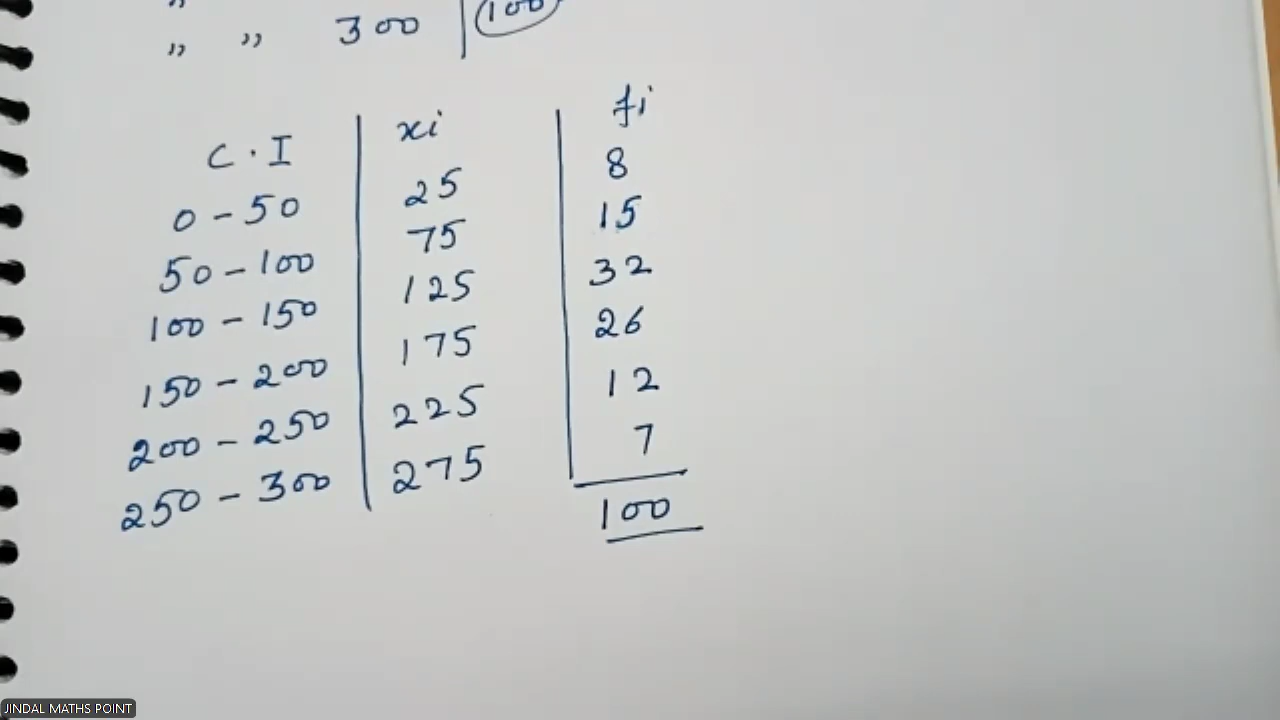 " " 300 | 100
C.I xi fi
0 - 50 25 8
50 - 100 75 15
100 - 150 125 32
150 - 200 175 26
200 - 250 225 12
250 - 300 275 7
100
JINDAL MATHS POINT